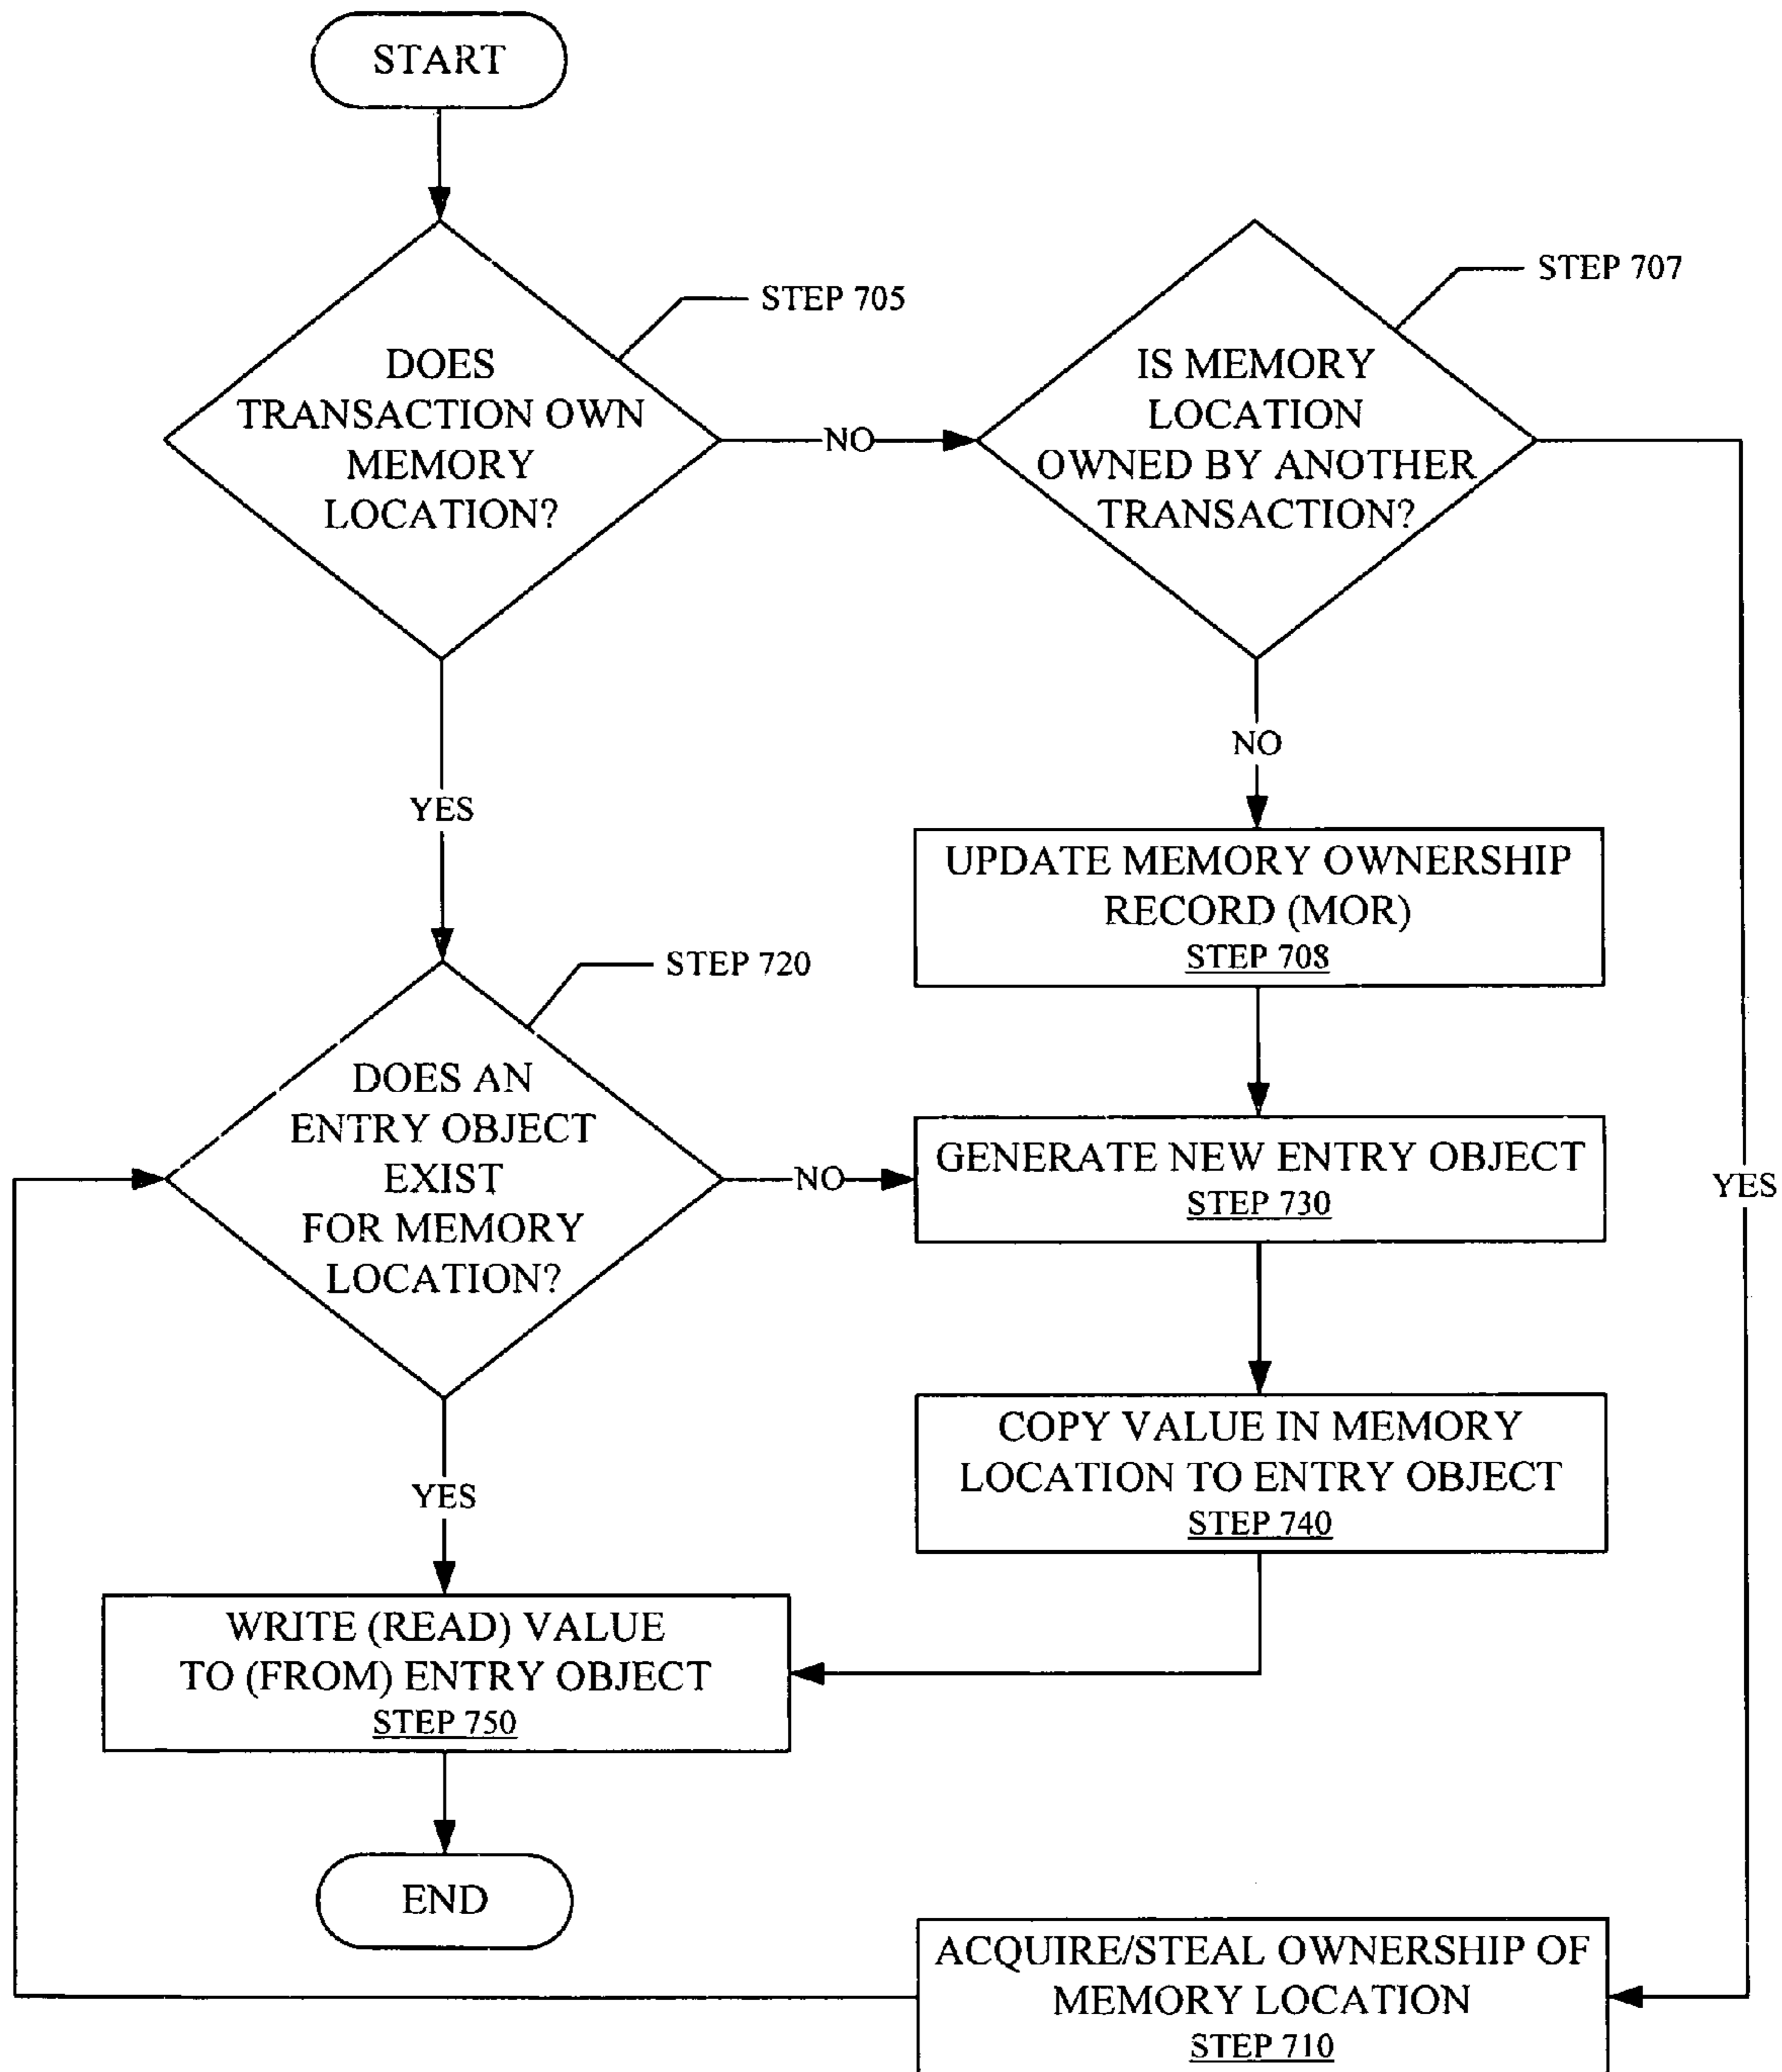 START
STEP 705
STEP 707
DOES
TRANSACTION OWN
MEMORY
LOCATION?
NO
IS MEMORY
LOCATION
OWNED BY ANOTHER
TRANSACTION?
NO
YES
UPDATE MEMORY OWNERSHIP
RECORD (MOR)
STEP 708
STEP 720
DOES AN
ENTRY OBJECT
EXIST
FOR MEMORY
LOCATION?
NO
GENERATE NEW ENTRY OBJECT
STEP 730
YES
COPY VALUE IN MEMORY
LOCATION TO ENTRY OBJECT
STEP 740
YES
WRITE (READ) VALUE
TO (FROM) ENTRY OBJECT
STEP 750
END
ACQUIRE/STEAL OWNERSHIP OF
MEMORY LOCATION
STEP 710